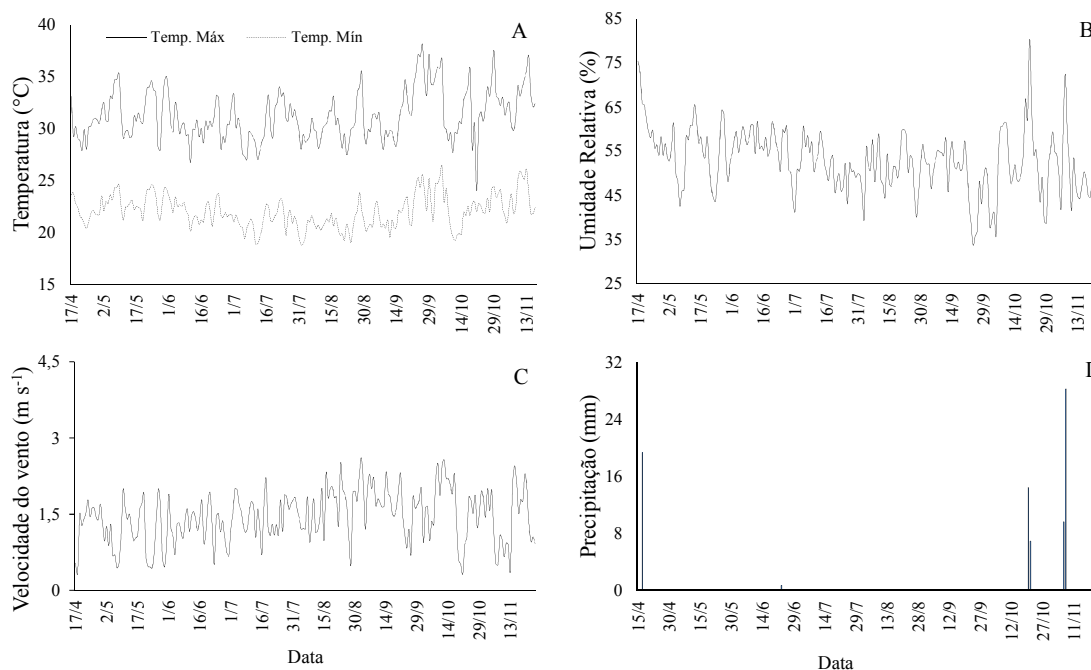 A
Temp. Máx Temp. Mín
Temperatura (°C)
40
35
30
25
20
15
17/4 2/5 17/5 1/6 16/6 1/7 16/7 31/7 15/8 30/8 14/9 29/9 14/10 29/10 13/11
B
Umidade Relativa (%)
85
75
65
55
45
35
25
17/4 2/5 17/5 1/6 16/6 1/7 16/7 31/7 15/8 30/8 14/9 29/9 14/10 29/10 13/11
C
Velocidade do vento (m s-1)
4,5
3
1,5
0
17/4 2/5 17/5 1/6 16/6 1/7 16/7 31/7 15/8 30/8 14/9 29/9 14/10 29/10 13/11
Data
Precipitação (mm)
32
24
16
8
0
15/4 30/4 15/5 30/5 14/6 29/6 14/7 29/7 13/8 28/8 12/9 27/9 12/10 27/10 11/11
Data